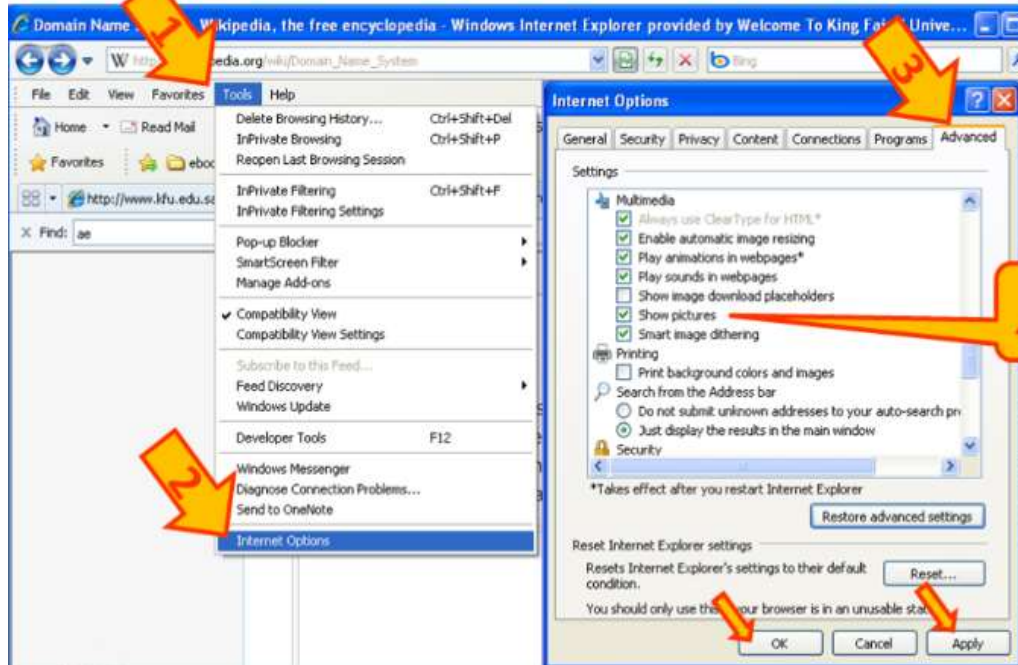 Domain Name Wikipedia, the free encyclopedia - Windows Internet Explorer provided by Welcome To King Fai Unive...
W http pedia.org/wiki/Domain_Name_System
Bing
File Edit View Favorites Tools Help
Home Read Mail
Favorites
http://www.kfu.edu.sa
X Find: ae
1
Delete Browsing History... Ctrl+Shift+Del
InPrivate Browsing Ctrl+Shift+P
Reopen Last Browsing Session
InPrivate Filtering Ctrl+Shift+F
InPrivate Filtering Settings
Pop-up Blocker
SmartScreen Filter
Manage Add-ons
Compatibility View
Compatibility View Settings
Subscribe to this Feed...
Feed Discovery
Windows Update
Developer Tools F12
Windows Messenger
Diagnose Connection Problems...
Send to OneNote
Internet Options
2
3
Internet Options
General Security Privacy Content Connections Programs Advanced
Settings
Multimedia
Always use ClearType for HTML*
Enable automatic image resizing
Play animations in webpages*
Play sounds in webpages
Show image download placeholders
Show pictures
Smart image dithering
Printing
Print background colors and images
Search from the Address bar
Do not submit unknown addresses to your auto-search pro
Just display the results in the main window
Security
*Takes effect after you restart Internet Explorer
Restore advanced settings
Reset Internet Explorer settings
Resets Internet Explorer's settings to their default
condition.
Reset...
You should only use this your browser is in an unusable stat
OK Cancel Apply